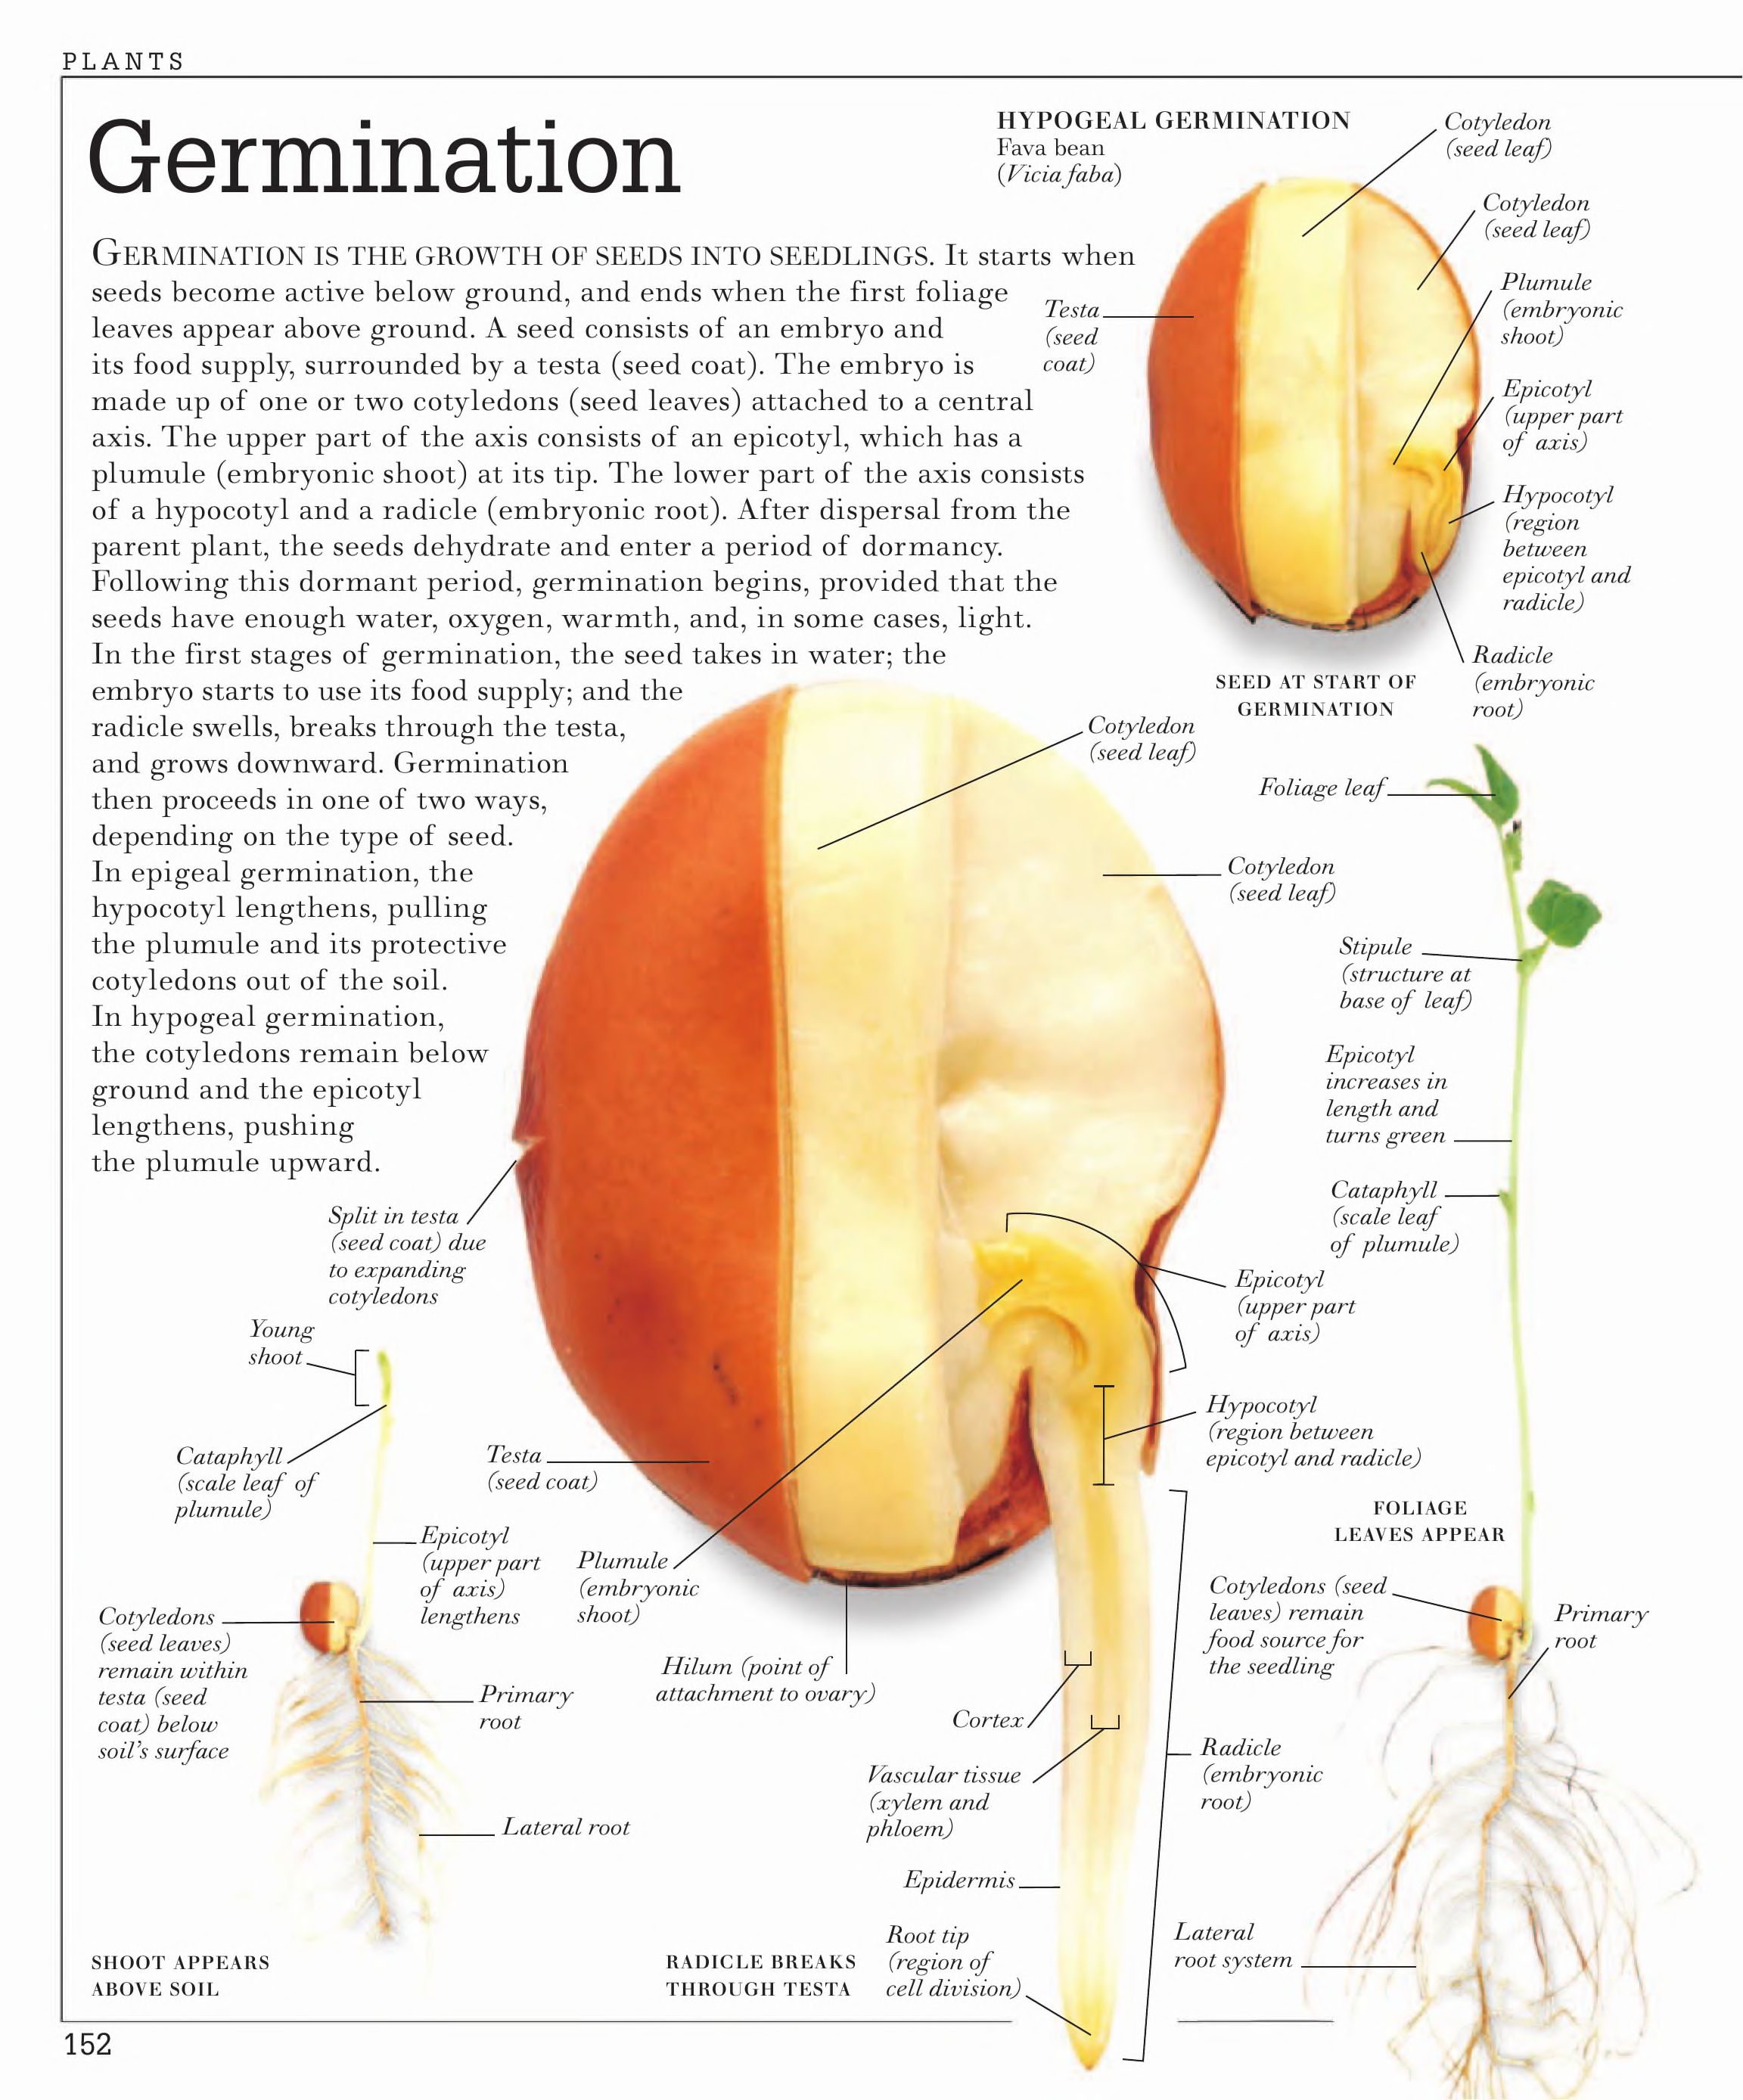 PLANTS
Germination
GERMINATION IS THE GROWTH OF SEEDS INTO SEEDLINGS. It starts when
seeds become active below ground, and ends when the first foliage
leaves appear above ground. A seed consists of an embryo and
its food supply, surrounded by a testa (seed coat). The embryo is
made up of one or two cotyledons (seed leaves) attached to a central
axis. The upper part of the axis consists of an epicotyl, which has a
plumule (embryonic shoot) at its tip. The lower part of the axis consists
of a hypocotyl and a radicle (embryonic root). After dispersal from the
parent plant, the seeds dehydrate and enter a period of dormancy.
Following this dormant period, germination begins, provided that the
seeds have enough water, oxygen, warmth, and, in some cases, light.
In the first stages of germination, the seed takes in water; the
embryo starts to use its food supply; and the
radicle swells, breaks through the testa,
and grows downward. Germination
then proceeds in one of two ways,
depending on the type of seed.
In epigeal germination, the
hypocotyl lengthens, pulling
the plumule and its protective
cotyledons out of the soil.
In hypogeal germination,
the cotyledons remain below
ground and the epicotyl
lengthens, pushing
the plumule upward.
HYPOGEAL GERMINATION
Fava bean
(Vicia faba)
Cotyledon
(seed leaf)
Cotyledon
(seed leaf)
Testa
(seed
coat)
Plumule
(embryonic
shoot)
Epicotyl
(upper part
of axis)
Hypocotyl
(region
between
epicotyl and
radicle)
Radicle
(embryonic
root)
SEED AT START OF
GERMINATION
Cotyledon
(seed leaf)
Cotyledon
(seed leaf)
Split in testa
(seed coat) due
to expanding
cotyledons
Epicotyl
(upper part
of axis)
Hypocotyl
(region between
epicotyl and radicle)
Testa
(seed coat)
Plumule
(embryonic
shoot)
Hilum (point of
attachment to ovary)
Cortex
Vascular tissue
(xylem and
phloem)
Radicle
(embryonic
root)
Epidermis
Root tip
(region of
cell division)
RADICLE BREAKS
THROUGH TESTA
Young
shoot
Cataphyll
(scale leaf of
plumule)
Epicotyl
(upper part
of axis)
lengthens
Cotyledons
(seed leaves)
remain within
testa (seed
coat) below
soil's surface
Primary
root
Lateral root
SHOOT APPEARS
ABOVE SOIL
Foliage leaf
Stipule
(structure at
base of leaf)
Epicotyl
increases in
length and
turns green
Cataphyll
(scale leaf
of plumule)
FOLIAGE
LEAVES APPEAR
Cotyledons (seed
leaves) remain
food source for
the seedling
Primary
root
Lateral
root system
152